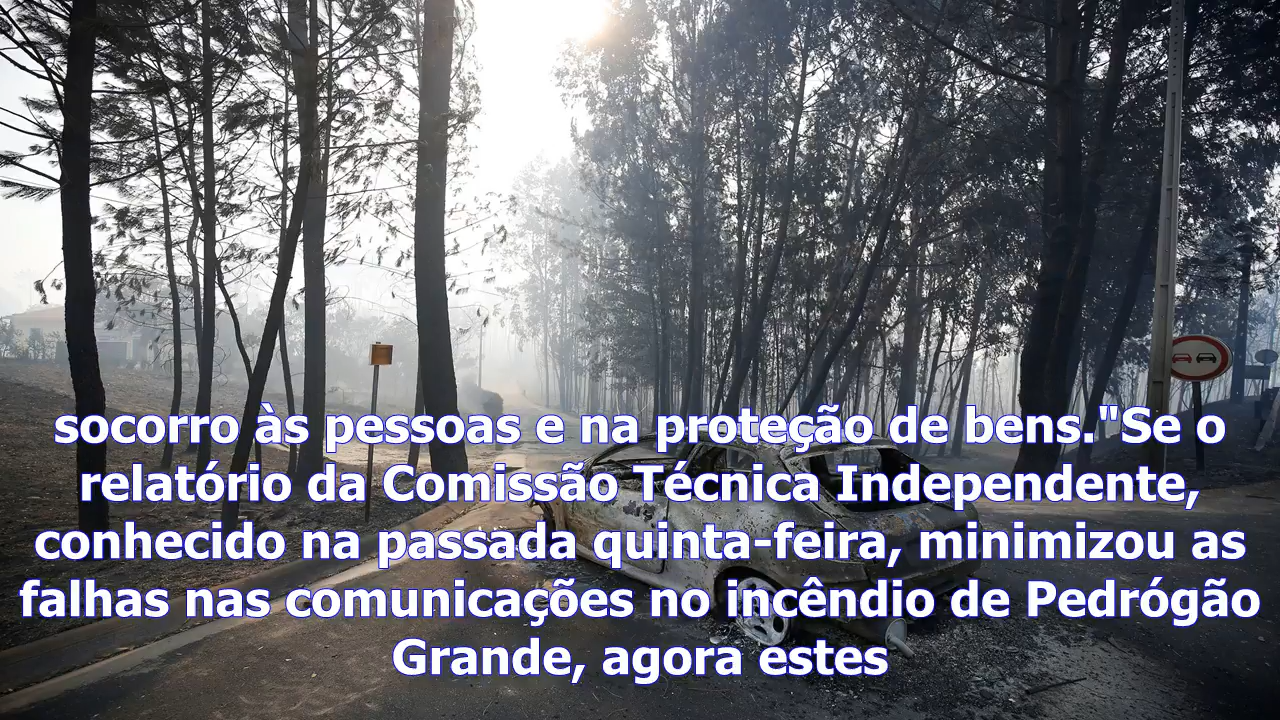 socorro às pessoas e na proteção de bens."Se o
relatório da Comissão Técnica Independente,
conhecido na passada quinta-feira, minimizou as
falhas nas comunicações no incêndio de Pedrógão
Grande, agora estes